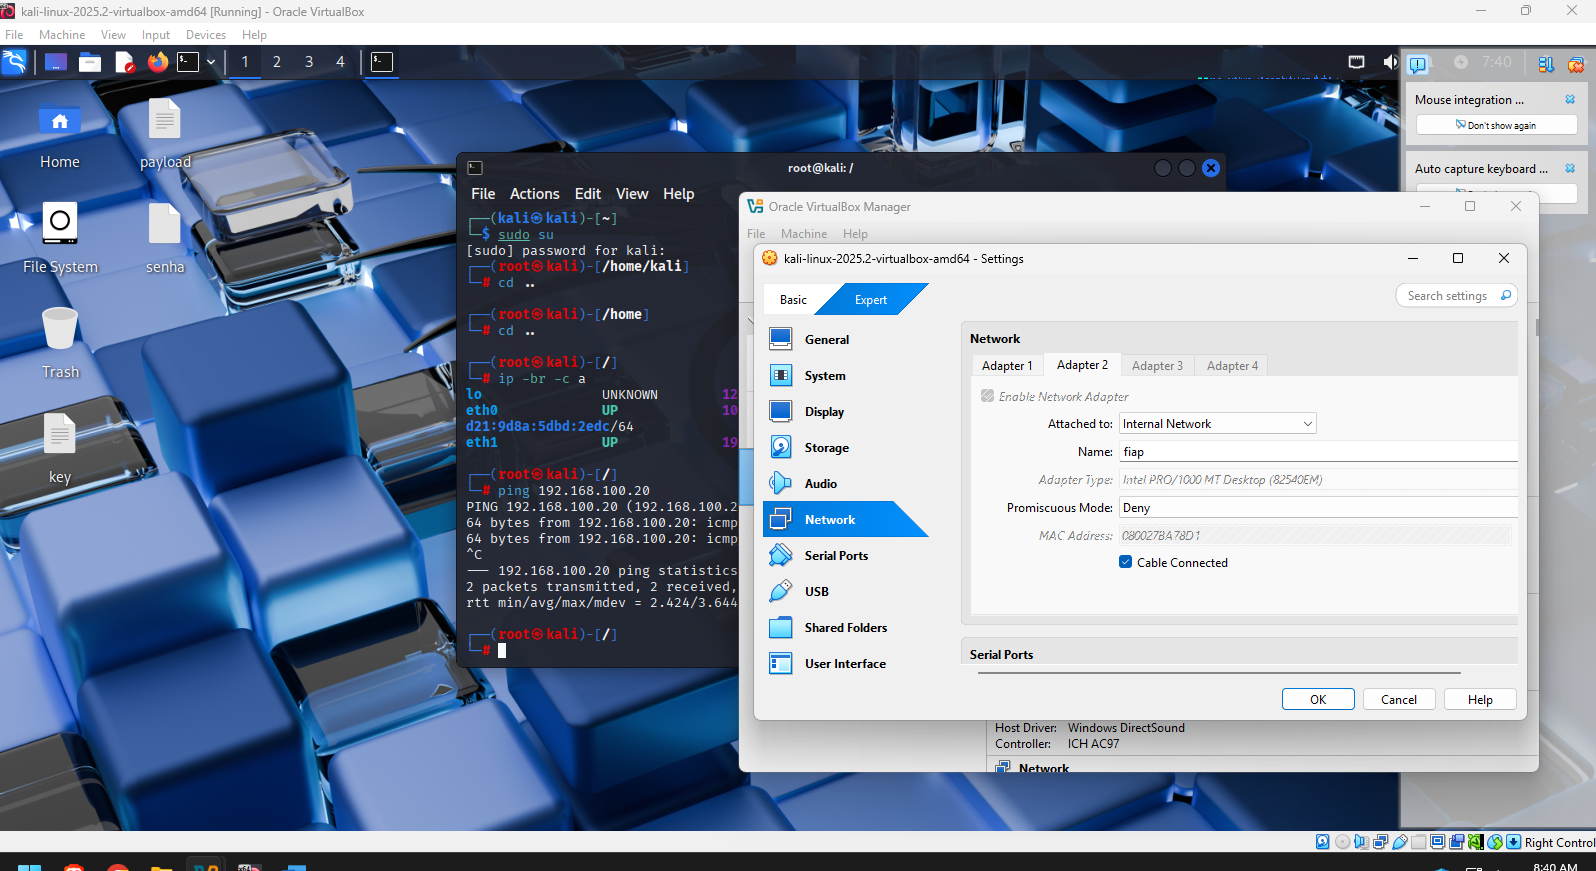 kali-linux-2025.2-virtualbox-amd64 [Running] - Oracle VirtualBox
File Machine View Input Devices Help
1 2 3 4
7:40
Mouse integration ...
Don't show again
Auto capture keyboard ...
Home
payload
File System
senha
Trash
key
root@kali: /
File Actions Edit View Help
┌──(kali㉿kali)-[~]
└─$ sudo su
[sudo] password for kali:
┌──(root㉿kali)-[/home/kali]
└─# cd ..
┌──(root㉿kali)-[/home]
└─# cd ..
┌──(root㉿kali)-[/]
└─# ip -br -c a
lo UNKNOWN 12
eth0 UP 10
d21:9d8a:5dbd:2edc/64
eth1 UP 19
┌──(root㉿kali)-[/]
└─# ping 192.168.100.20
PING 192.168.100.20 (192.168.100.2
64 bytes from 192.168.100.20: icmp
64 bytes from 192.168.100.20: icmp
^C
── 192.168.100.20 ping statistics
2 packets transmitted, 2 received,
rtt min/avg/max/mdev = 2.424/3.644
┌──(root㉿kali)-[/]
└─#
Oracle VirtualBox Manager
File Machine Help
kali-linux-2025.2-virtualbox-amd64 - Settings
Basic Expert
Search settings
General
System
Display
Storage
Audio
Network
Serial Ports
USB
Shared Folders
User Interface
Network
Adapter 1 Adapter 2 Adapter 3 Adapter 4
Enable Network Adapter
Attached to: Internal Network
Name: fiap
Adapter Type: Intel PRO/1000 MT Desktop (82540EM)
Promiscuous Mode: Deny
MAC Address: 080027BA78D1
Cable Connected
Serial Ports
OK Cancel Help
Host Driver: Windows DirectSound
Controller: ICH AC97
Network
Right Control
8:40 AM